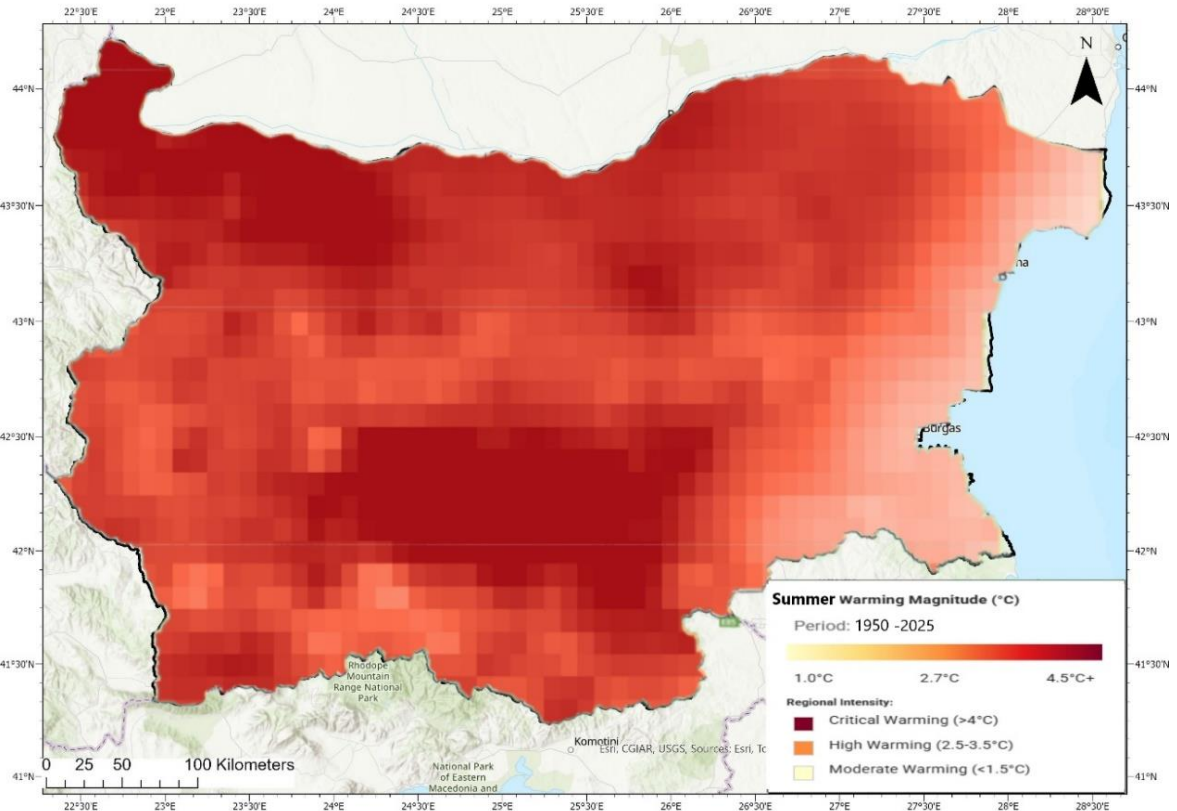 22°30'E 23°E 23°30'E 24°E 24°30'E 25°E 25°30'E 26°E 26°30'E 27°E 27°30'E 28°E 28°30'E
N
44°N 44°N
43°30'N 43°30'N
na
43°N 43°N
42°30'N 42°30'N
Burgas
42°N 42°N
Summer Warming Magnitude (°C)
Period: 1950 -2025
E85
1.0°C 2.7°C 4.5°C+
41°30'N 41°30'N
Rhodope
Mountain
Range National
Park
Regional Intensity:
Critical Warming (>4°C)
High Warming (2.5-3.5°C)
Moderate Warming (<1.5°C)
Komotini
Esri, CGIAR, USGS, Sources: Esri, To
0 25 50 100 Kilometers
National Park
of Eastern
Macedonia and
41°N 41°N
22°30'E 23°E 23°30'E 24°E 24°30'E 25°E 25°30'E 26°E 26°30'E 27°E 27°30'E 28°E 28°30'E